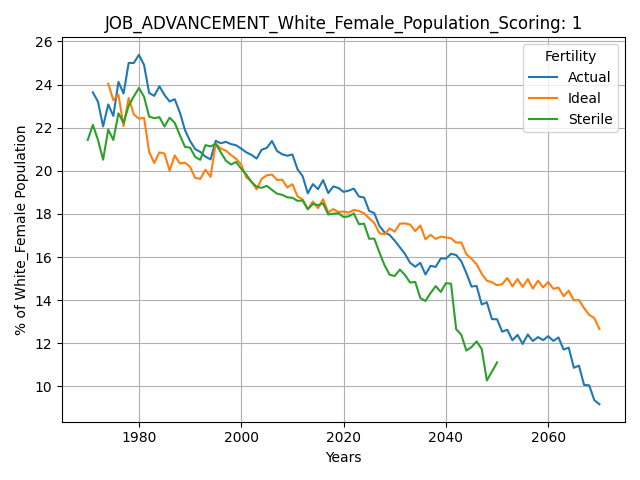 JOB_ADVANCEMENT_White_Female_Population_Scoring: 1
% of White_Female Population
26
24
22
20
18
16
14
12
10
Fertility
Actual
Ideal
Sterile
1980 2000 2020 2040 2060
Years